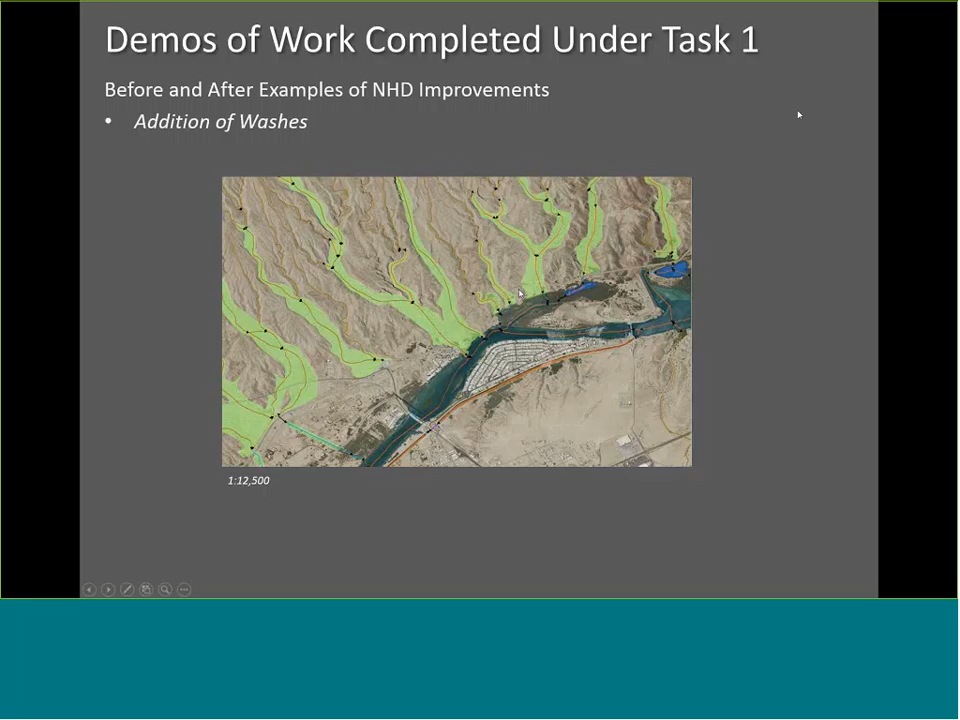 Demos of Work Completed Under Task 1
Before and After Examples of NHD Improvements
• Addition of Washes
1:12,500